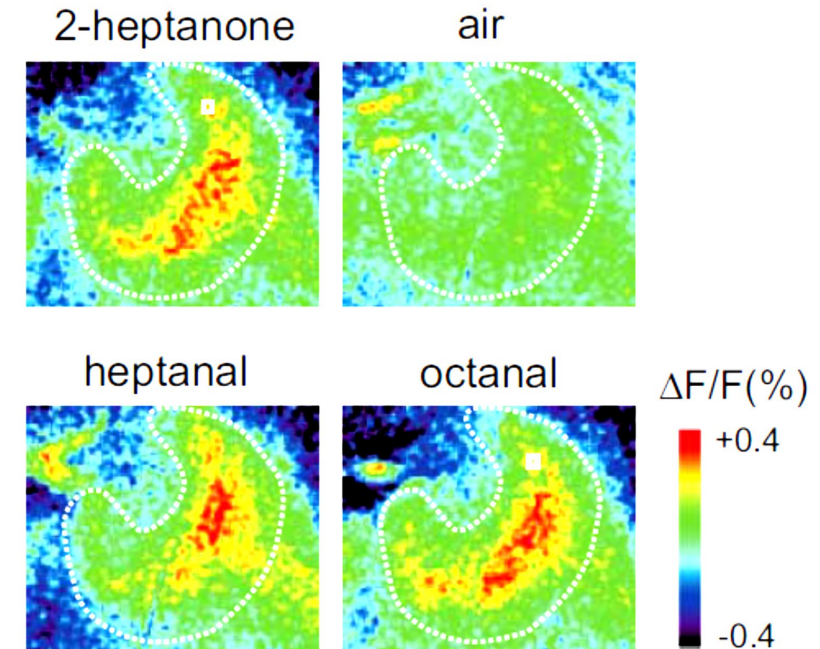 2-heptanone
air
heptanal
octanal
ΔF/F(%)
+0.4
-0.4